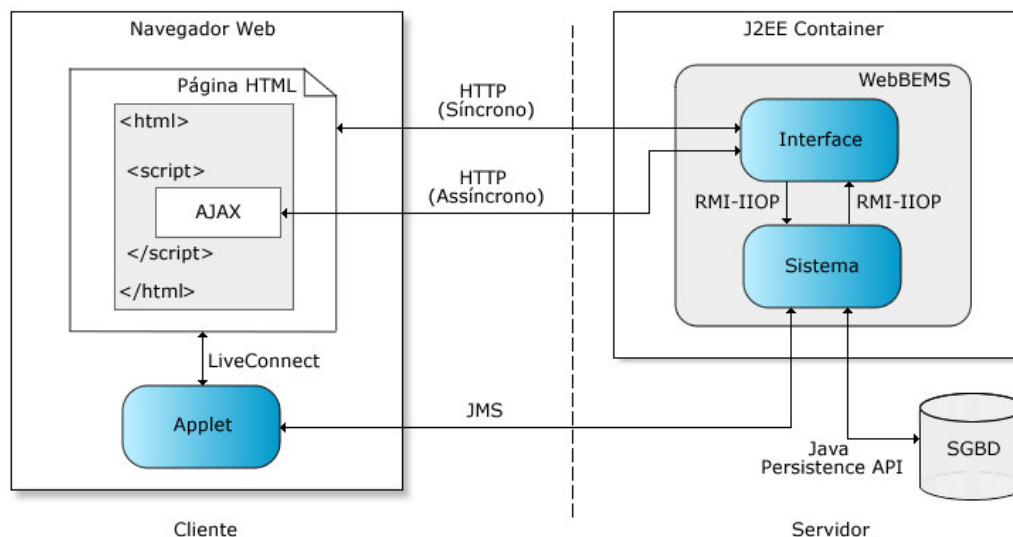 Navegador Web
Página HTML
<html>
<script>
AJAX
</script>
</html>
LiveConnect
Applet
Cliente
HTTP
(Síncrono)
HTTP
(Assíncrono)
JMS
J2EE Container
WebBEMS
Interface
RMI-IIOP
RMI-IIOP
Sistema
Java
Persistence API
SGBD
Servidor